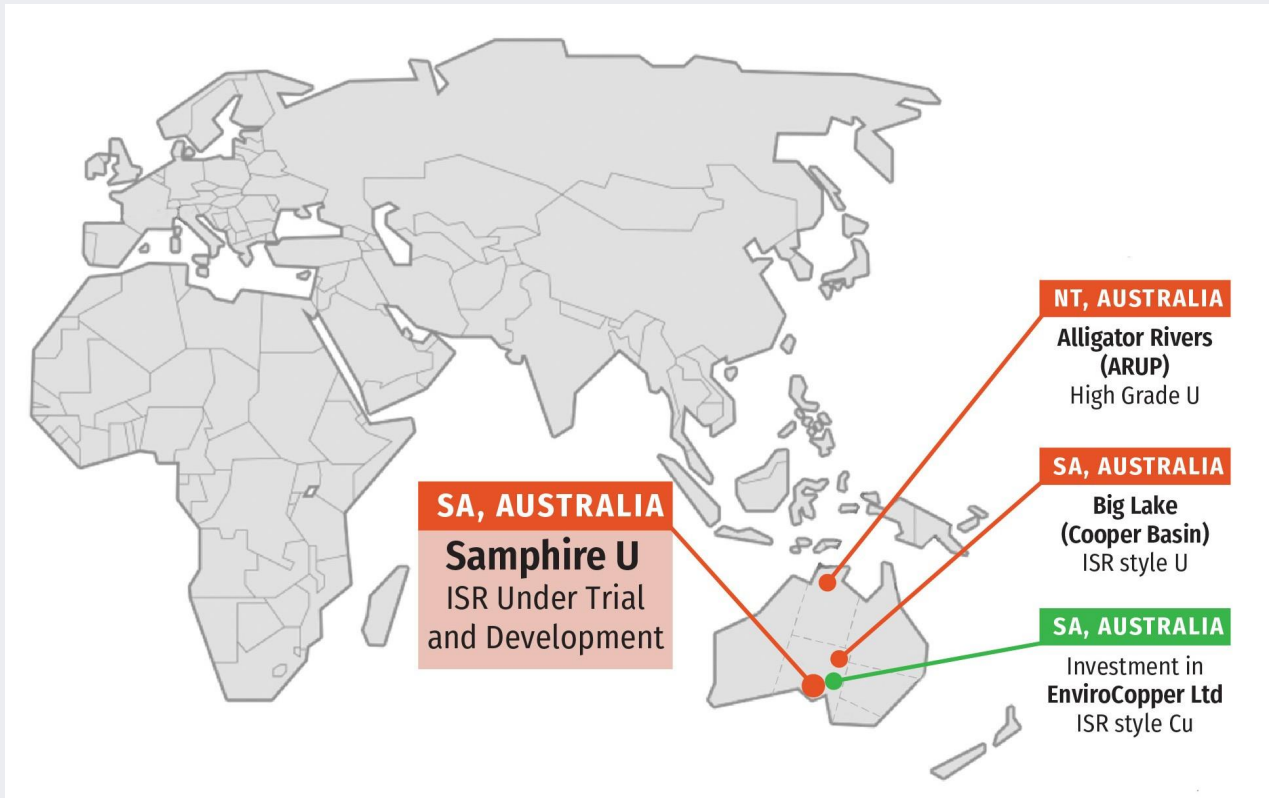 NT, AUSTRALIA
Alligator Rivers
(ARUP)
High Grade U
SA, AUSTRALIA
Big Lake
(Cooper Basin)
ISR style U
SA, AUSTRALIA
Samphire U
ISR Under Trial
and Development
SA, AUSTRALIA
Investment in
EnviroCopper Ltd
ISR style Cu